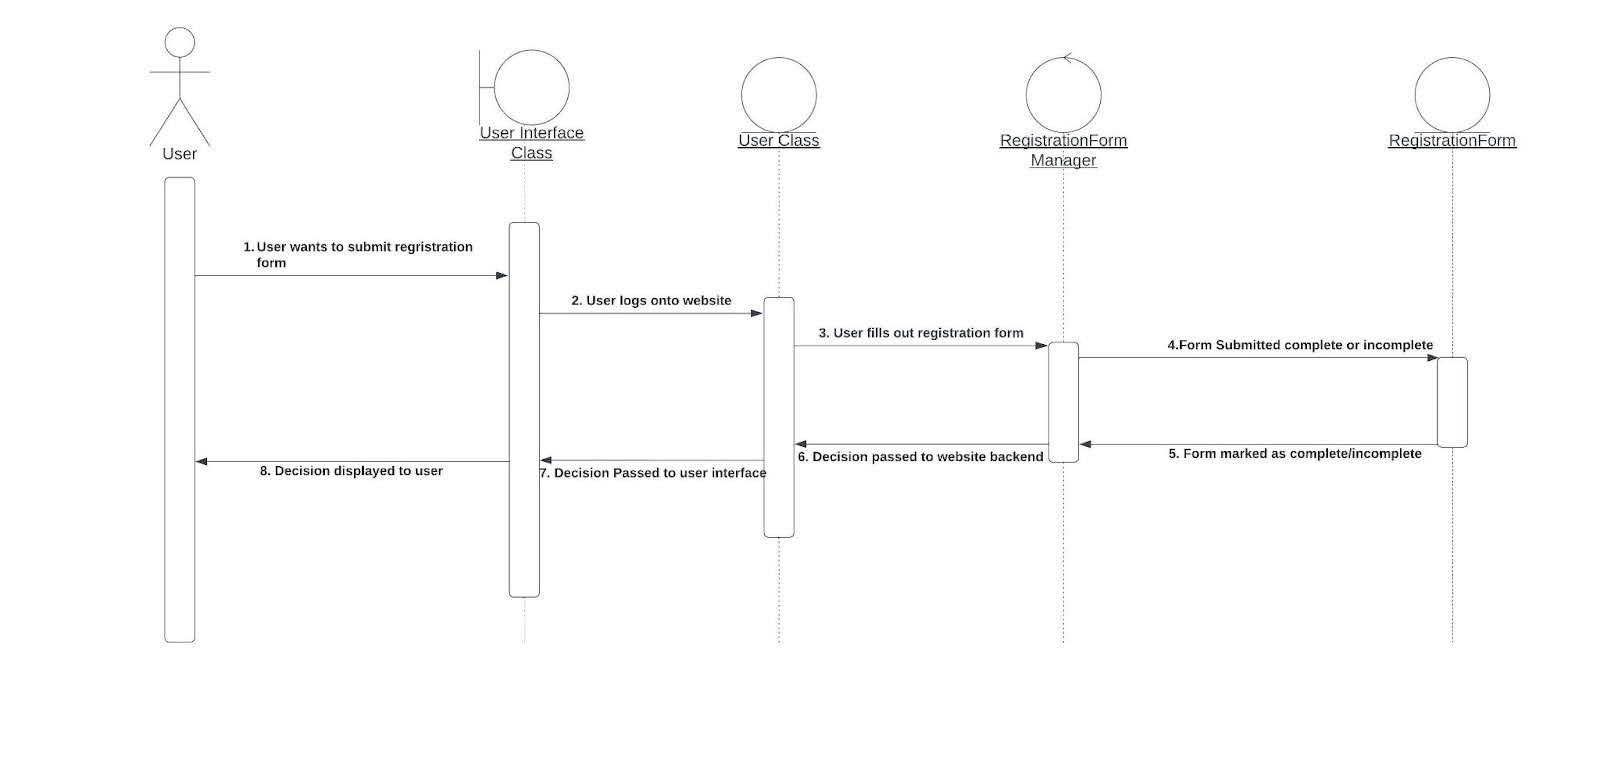 User
User Interface
Class
User Class
RegistrationForm
Manager
RegistrationForm
1. User wants to submit regristration
form
2. User logs onto website
3. User fills out registration form
4.Form Submitted complete or incomplete
5. Form marked as complete/incomplete
6. Decision passed to website backend
7. Decision Passed to user interface
8. Decision displayed to user